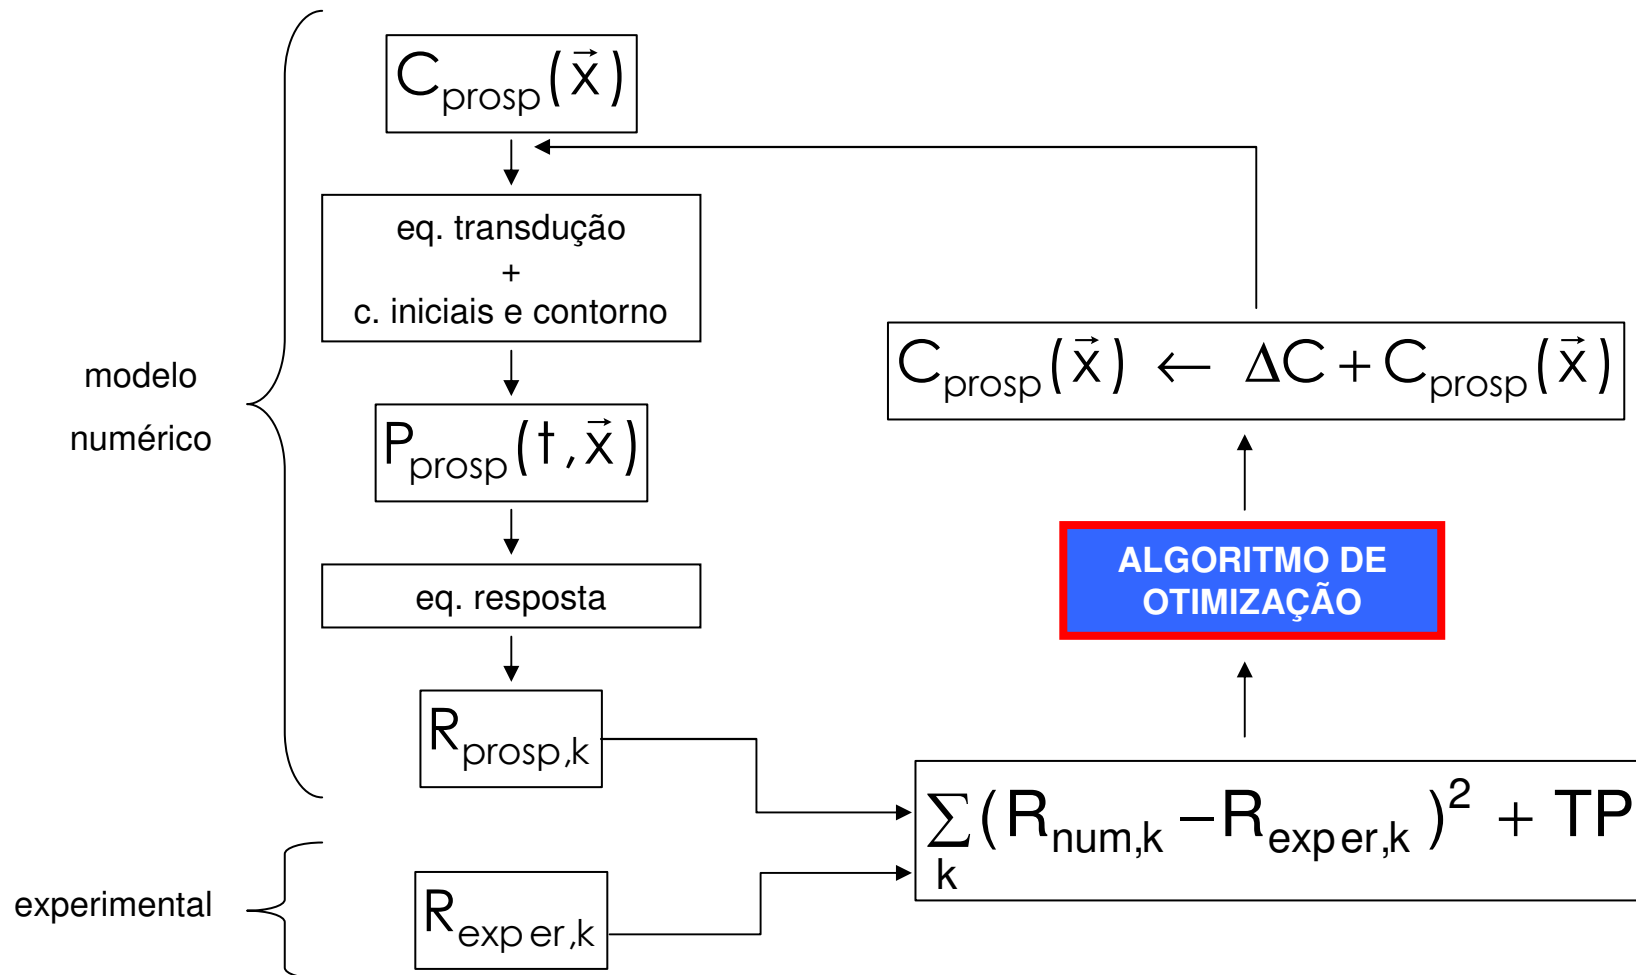 C_prosp(x⃗)
eq. transdução
+
c. iniciais e contorno
modelo
numérico
P_prosp(t,x⃗)
eq. resposta
R_prosp,k
experimental
R_exper,k
C_prosp(x⃗) ← ΔC + C_prosp(x⃗)
ALGORITMO DE
OTIMIZAÇÃO
∑_k (R_num,k − R_exper,k)² + TP